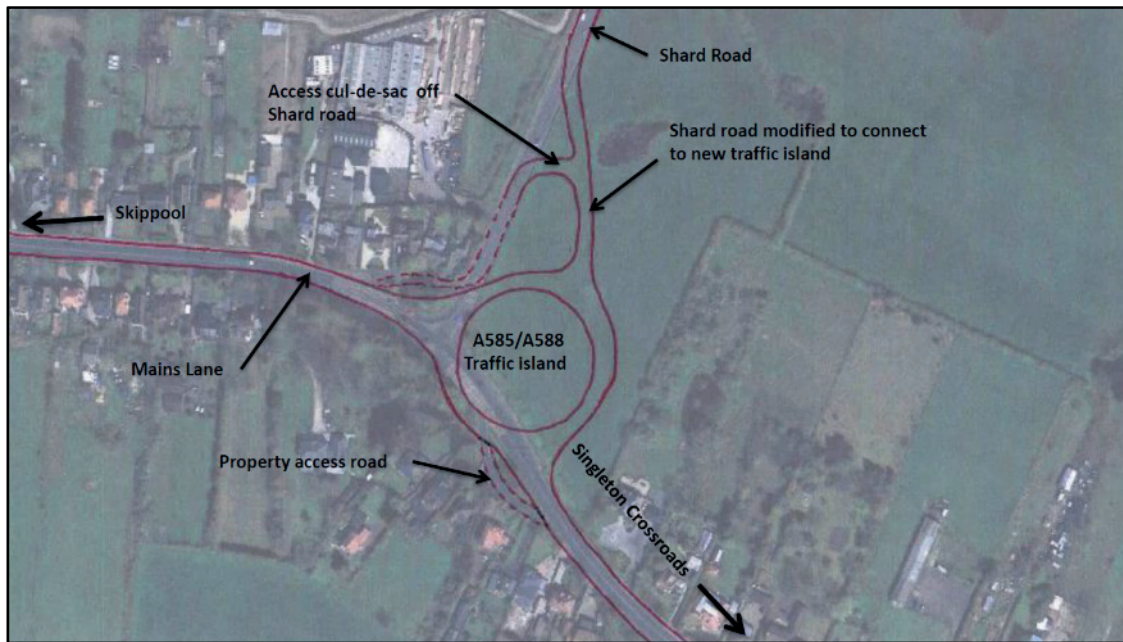 Shard Road
Access cul-de-sac off
Shard road
Shard road modified to connect
to new traffic island
Skippool
A585/A588
Traffic island
Mains Lane
Property access road
Singleton Crossroads